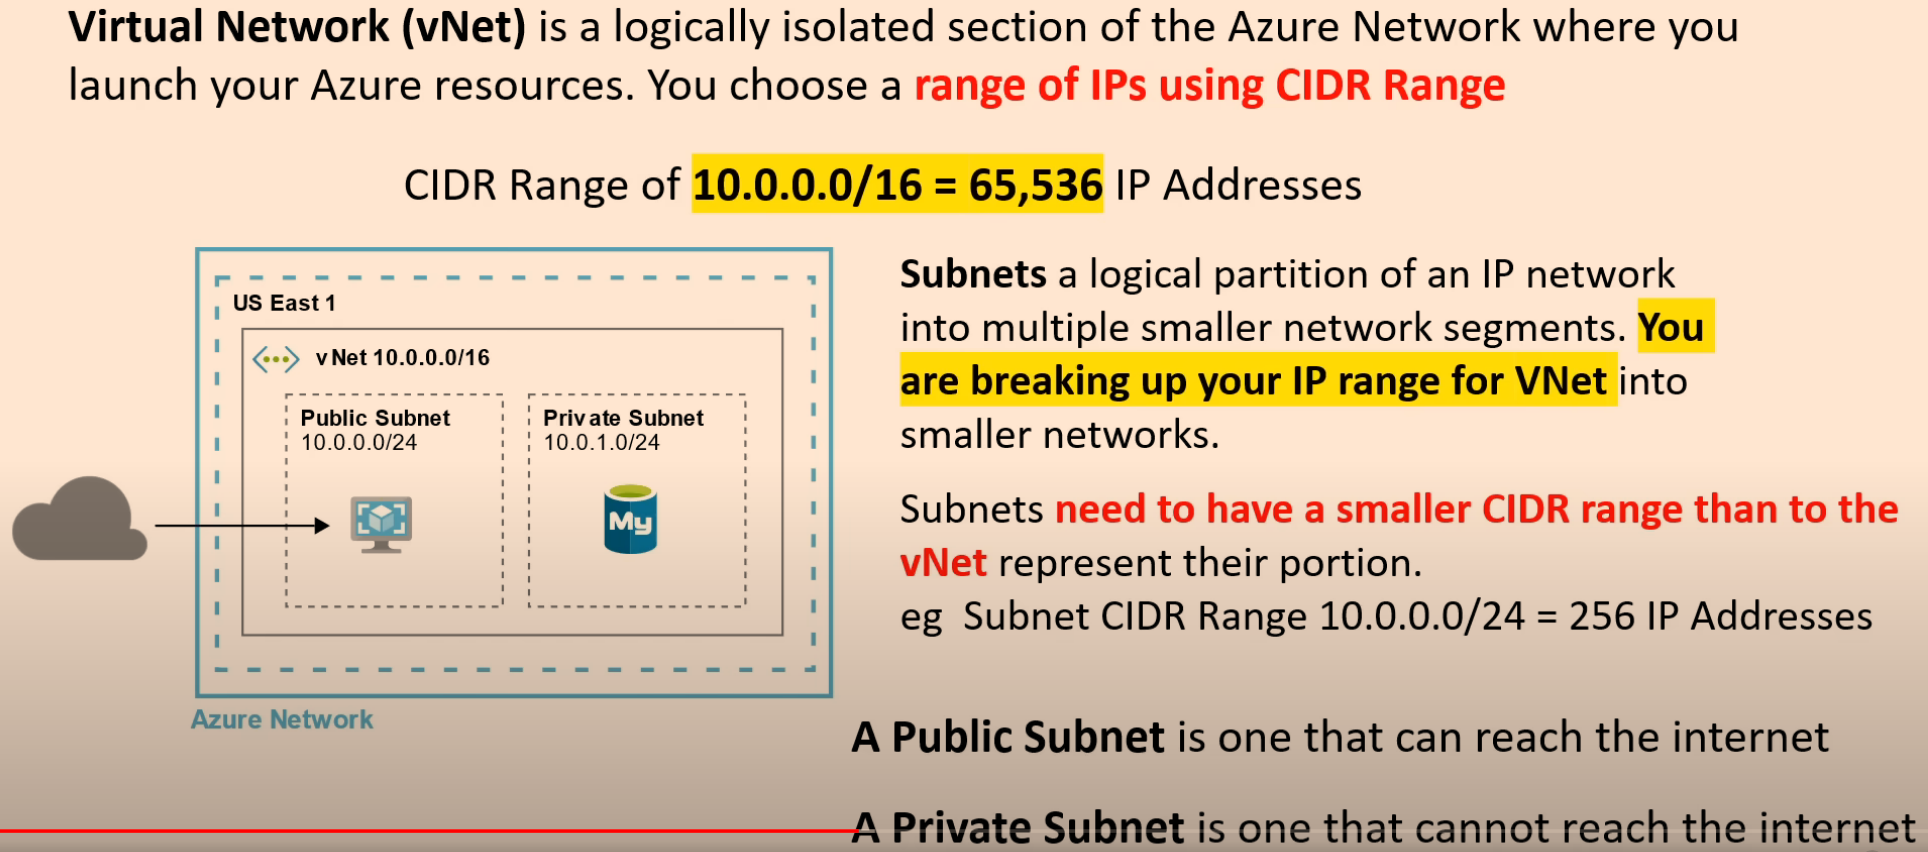 Virtual Network (vNet) is a logically isolated section of the Azure Network where you
launch your Azure resources. You choose a range of IPs using CIDR Range
CIDR Range of 10.0.0.0/16 = 65,536 IP Addresses
US East 1
vNet 10.0.0.0/16
Public Subnet
10.0.0.0/24
Private Subnet
10.0.1.0/24
My
Azure Network
Subnets a logical partition of an IP network
into multiple smaller network segments. You
are breaking up your IP range for VNet into
smaller networks.
Subnets need to have a smaller CIDR range than to the
vNet represent their portion.
eg Subnet CIDR Range 10.0.0.0/24 = 256 IP Addresses
A Public Subnet is one that can reach the internet
A Private Subnet is one that cannot reach the internet